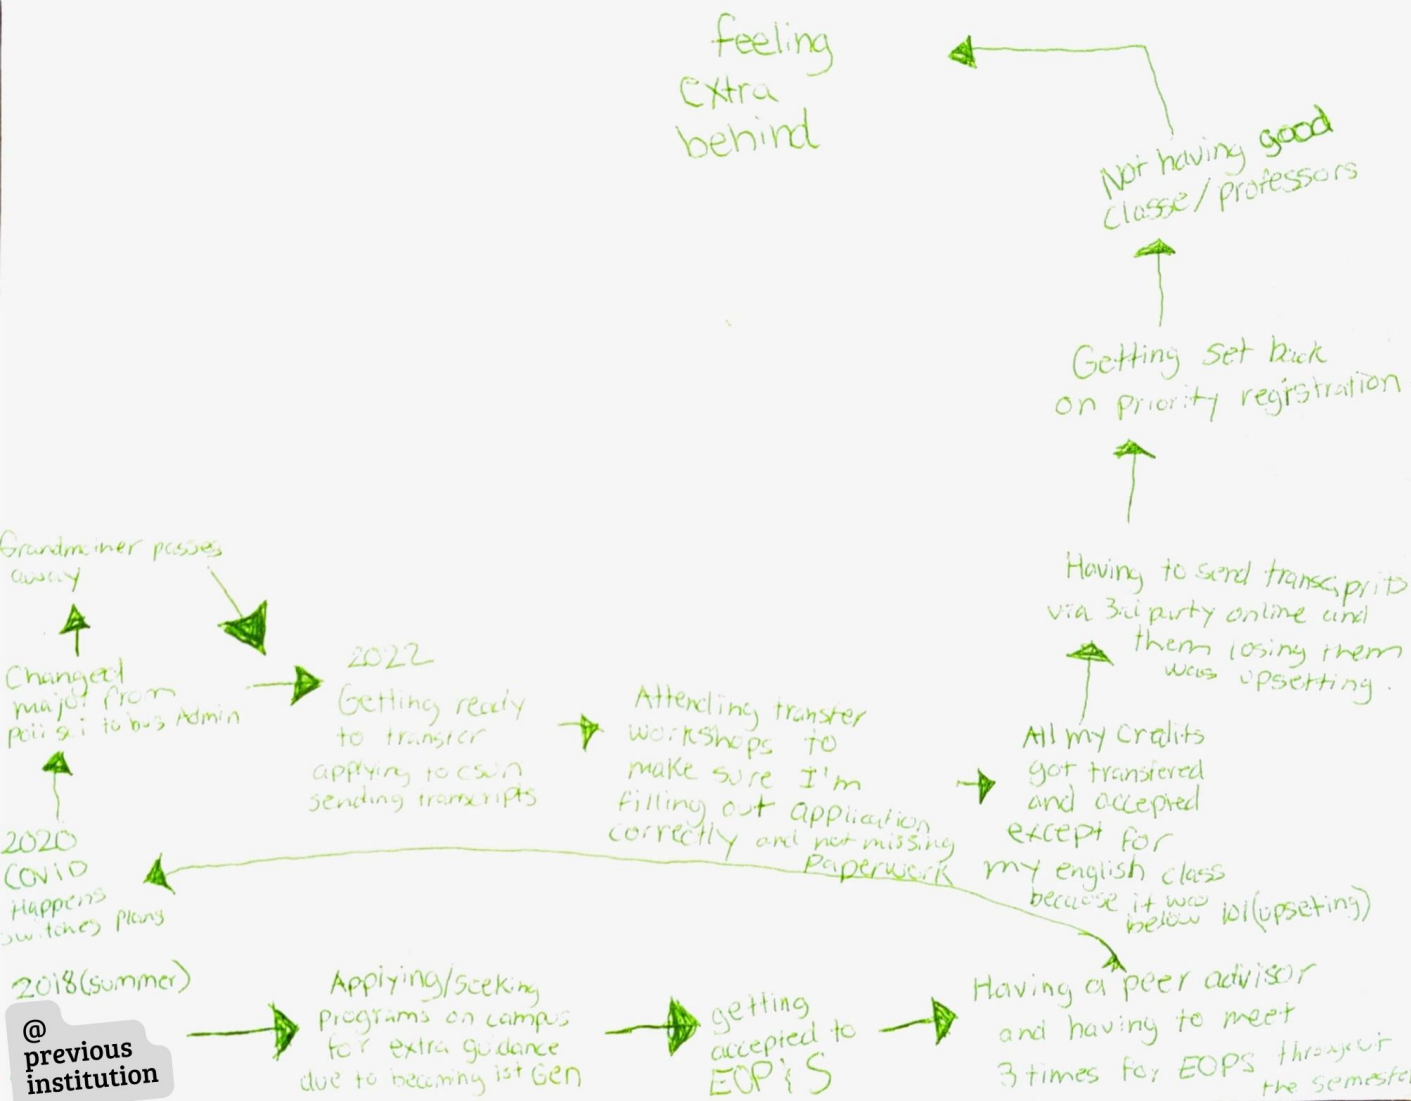 feeling
extra
behind
Not having good
classe/professors
Getting set back
on priority registration
Grandmother passes
away
Having to send transcriprts
via 3rd party online and
them losing them
was upsetting.
Changed
major from
poli sci to bus Admin
2022
Getting ready
to transfer
applying to csun
sending transcripts
Attending transfer
workshops to
make sure I'm
filling out application
correctly and not missing
Paperwork
All my credits
got transfered
and accepted
except for
my english class
because it was
below 101(upseting)
2020
COVID
Happens
switches plans
2018(summer)
@
previous
institution
Applying/seeking
programs on campus
for extra guidance
due to becoming 1st Gen
getting
accepted to
EOP&S
Having a peer advisor
and having to meet
3 times for EOPS throughout
the semester